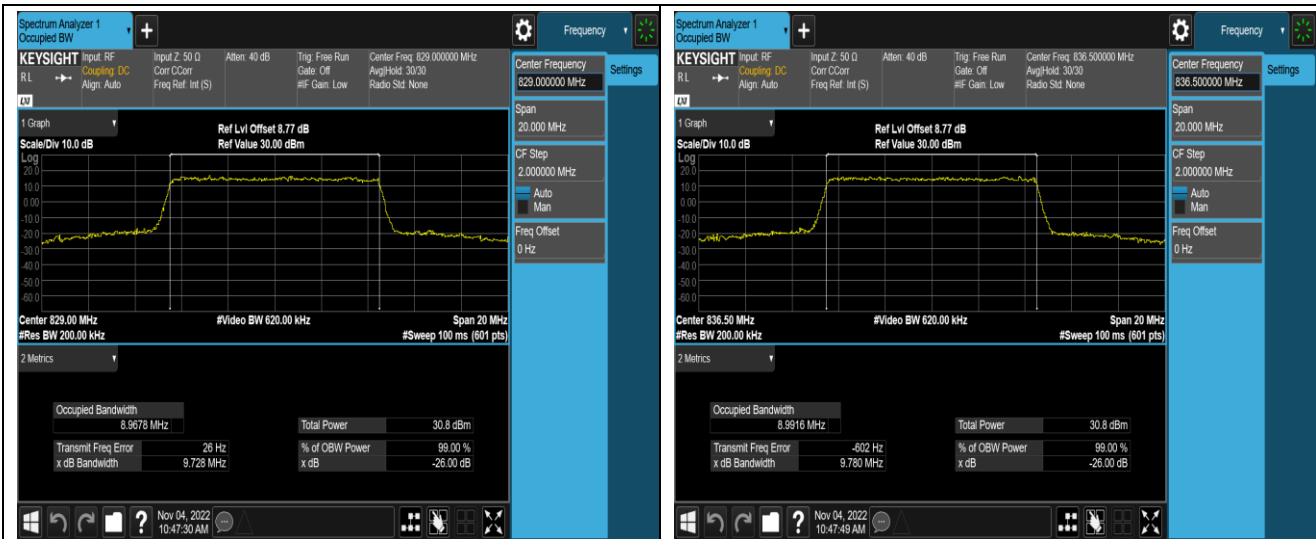 Spectrum Analyzer 1
Occupied BW
+
Frequency
KEYSIGHT
R L
LXI
Input: RF
Coupling: DC
Align: Auto
Input Z: 50 Ω
Corr CCorr
Freq Ref: Int (S)
Atten: 40 dB
Trig: Free Run
Gate: Off
#IF Gain: Low
Center Freq: 829.000000 MHz
Avg|Hold: 30/30
Radio Std: None
Center Frequency
829.000000 MHz
Settings
Span
20.000 MHz
CF Step
2.000000 MHz
Auto
Man
Freq Offset
0 Hz
1 Graph
Scale/Div 10.0 dB
Ref Lvl Offset 8.77 dB
Ref Value 30.00 dBm
Log
20.0
10.0
0.00
-10.0
-20.0
-30.0
-40.0
-50.0
-60.0
Center 829.00 MHz
#Video BW 620.00 kHz
Span 20 MHz
#Res BW 200.00 kHz
#Sweep 100 ms (601 pts)
2 Metrics
Occupied Bandwidth
8.9678 MHz
Total Power 30.8 dBm
Transmit Freq Error 26 Hz
% of OBW Power 99.00 %
x dB Bandwidth 9.728 MHz
x dB -26.00 dB
?
Nov 04, 2022
10:47:30 AM
Spectrum Analyzer 1
Occupied BW
+
Frequency
KEYSIGHT
R L
LXI
Input: RF
Coupling: DC
Align: Auto
Input Z: 50 Ω
Corr CCorr
Freq Ref: Int (S)
Atten: 40 dB
Trig: Free Run
Gate: Off
#IF Gain: Low
Center Freq: 836.500000 MHz
Avg|Hold: 30/30
Radio Std: None
Center Frequency
836.500000 MHz
Settings
Span
20.000 MHz
CF Step
2.000000 MHz
Auto
Man
Freq Offset
0 Hz
1 Graph
Scale/Div 10.0 dB
Ref Lvl Offset 8.77 dB
Ref Value 30.00 dBm
Log
20.0
10.0
0.00
-10.0
-20.0
-30.0
-40.0
-50.0
-60.0
Center 836.50 MHz
#Video BW 620.00 kHz
Span 20 MHz
#Res BW 200.00 kHz
#Sweep 100 ms (601 pts)
2 Metrics
Occupied Bandwidth
8.9916 MHz
Total Power 30.8 dBm
Transmit Freq Error -602 Hz
% of OBW Power 99.00 %
x dB Bandwidth 9.780 MHz
x dB -26.00 dB
?
Nov 04, 2022
10:47:49 AM